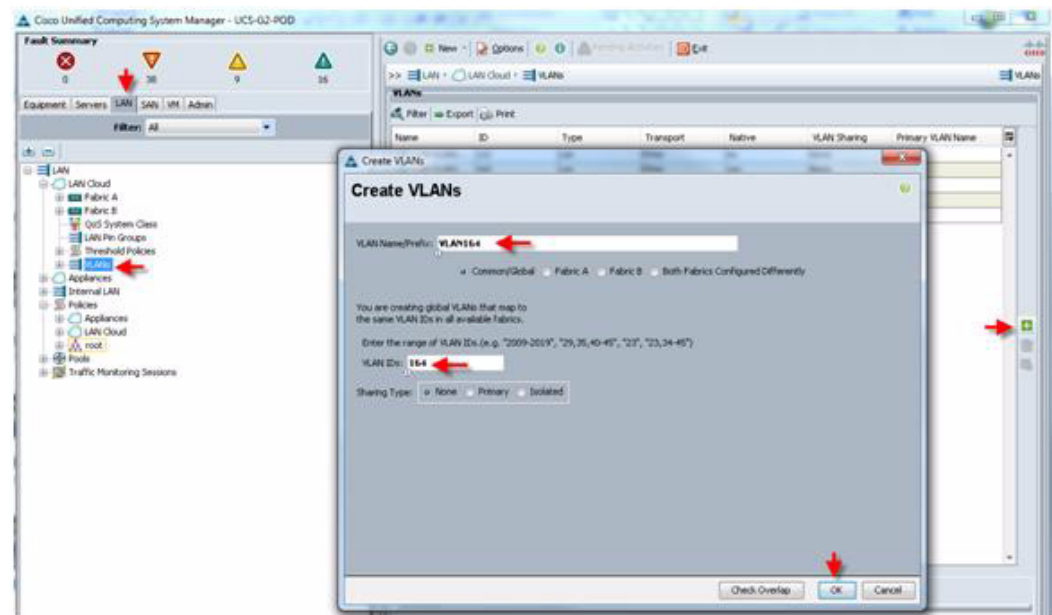 Cisco Unified Computing System Manager - UCS-G2-POD
Fault Summary
0 38 9 16
Equipment Servers LAN SAN VM Admin
Filter: All
LAN
LAN Cloud
Fabric A
Fabric B
QoS System Class
LAN Pin Groups
Threshold Policies
VLANs
Appliances
Internal LAN
Policies
Appliances
LAN Cloud
root
Pools
Traffic Monitoring Sessions
New Options Pending Activities Exit
>> LAN LAN Cloud VLANs VLANs
VLANs
Filter Export Print
Name ID Type Transport Native VLAN Sharing Primary VLAN Name
Create VLANs
Create VLANs
VLAN Name/Prefix: VLAN164
Common/Global Fabric A Fabric B Both Fabrics Configured Differently
You are creating global VLANs that map to
the same VLAN IDs in all available fabrics.
Enter the range of VLAN IDs.(e.g. "2009-2019", "29,35,40-45", "23", "23,34-45")
VLAN IDs: 164
Sharing Type: None Primary Isolated
Check Overlap OK Cancel